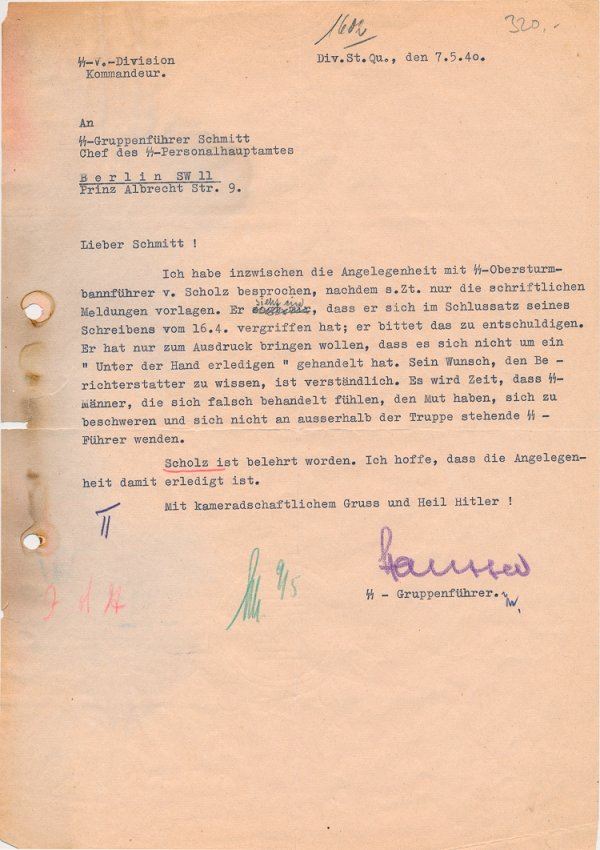 1602
320,-
ᛋᛋ-V.-Division
Kommandeur.
Div.St.Qu., den 7.5.40.
An
ᛋᛋ-Gruppenführer Schmitt
Chef des ᛋᛋ-Personalhauptamtes
B e r l i n  SW 11
Prinz Albrecht Str. 9.
Lieber Schmitt !
Ich habe inzwischen die Angelegenheit mit ᛋᛋ-Obersturm-
bannführer v. Scholz besprochen, nachdem s.Zt. nur die schriftlichen
Meldungen vorlagen. Er sieht ein, dass er sich im Schlussatz seines
Schreibens vom 16.4. vergriffen hat; er bittet das zu entschuldigen.
Er hat nur zum Ausdruck bringen wollen, dass es sich nicht um ein
" Unter der Hand erledigen " gehandelt hat. Sein Wunsch, den Be -
richterstatter zu wissen, ist verständlich. Es wird Zeit, dass ᛋᛋ-
Männer, die sich falsch behandelt fühlen, den Mut haben, sich zu
beschweren und sich nicht an ausserhalb der Truppe stehende ᛋᛋ -
Führer wenden.
Scholz ist belehrt worden. Ich hoffe, dass die Angelegen-
heit damit erledigt ist.
Mit kameradschaftlichem Gruss und Heil Hitler !
II
Hausser
9/5
ᛋᛋ - Gruppenführer.